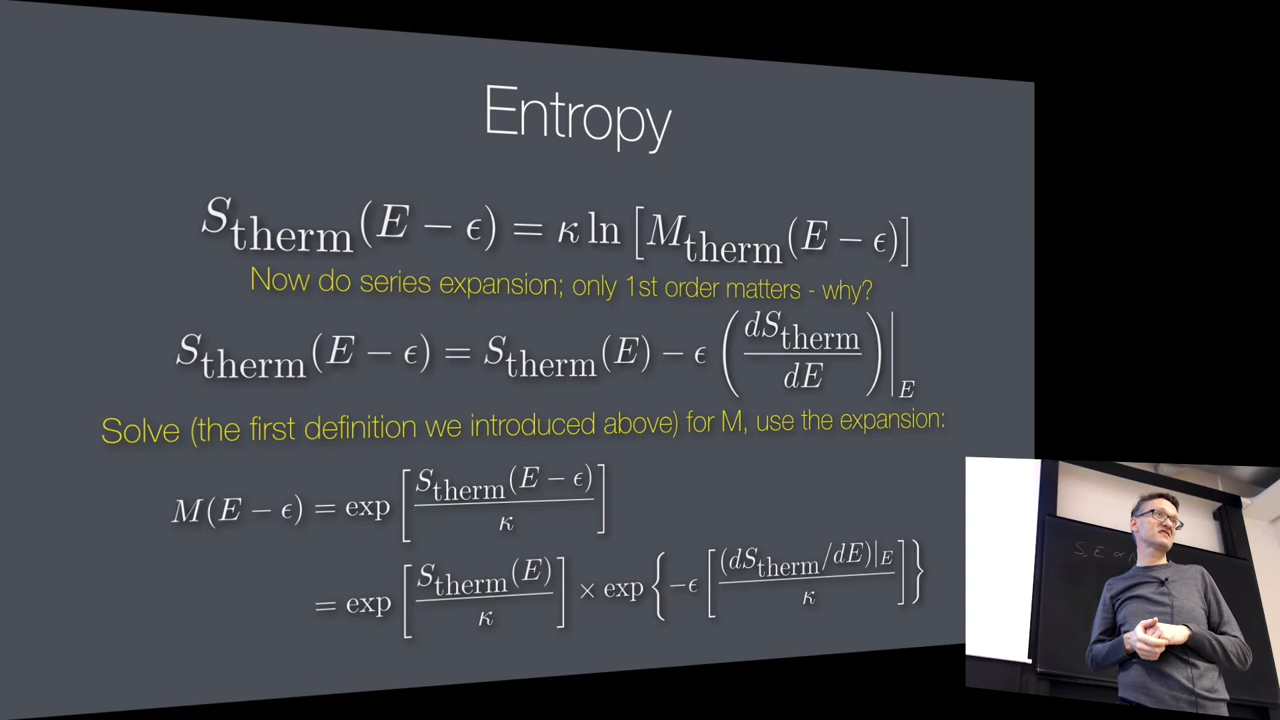 Entropy
S_therm(E − ϵ) = κ ln [M_therm(E − ϵ)]
Now do series expansion; only 1st order matters - why?
S_therm(E − ϵ) = S_therm(E) − ϵ (dS_therm/dE)|_E
Solve (the first definition we introduced above) for M, use the expansion:
M(E − ϵ) = exp [S_therm(E − ϵ)/κ]
= exp [S_therm(E)/κ] × exp {−ϵ [(dS_therm/dE)|_E/κ]}
S, E ∝